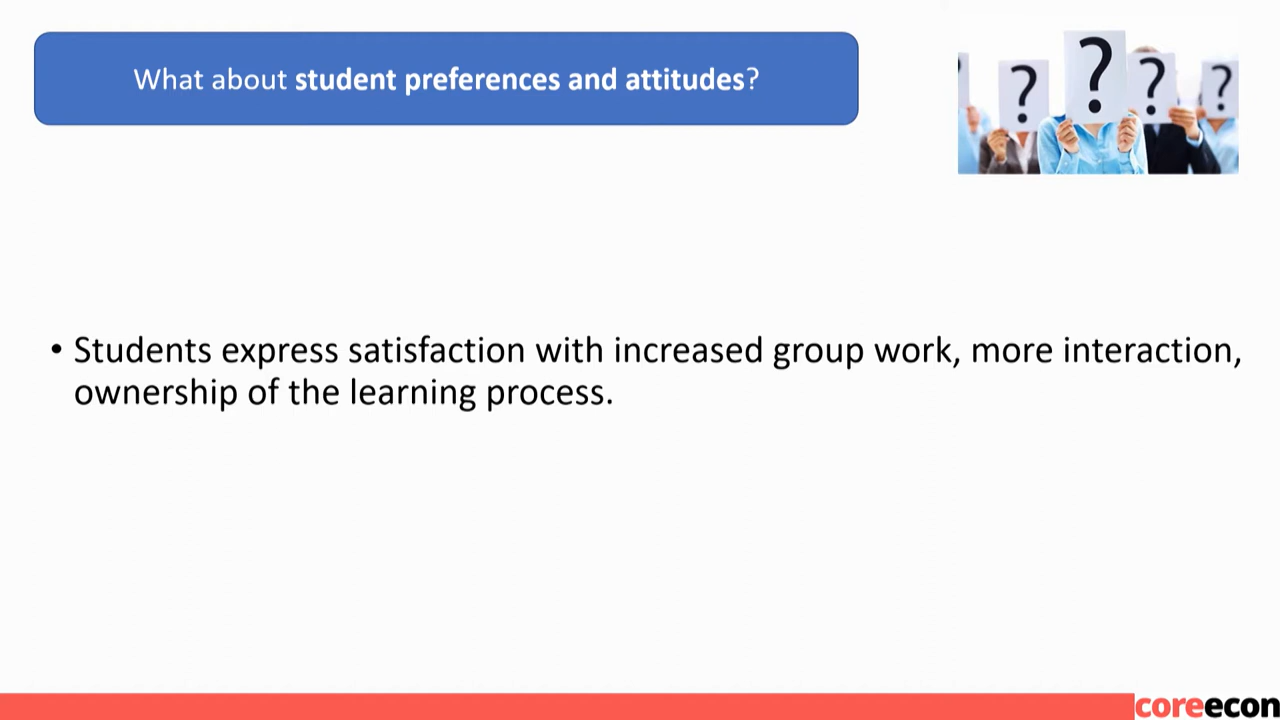 What about student preferences and attitudes?
?
?
?
?
• Students express satisfaction with increased group work, more interaction,
ownership of the learning process.
coreecon